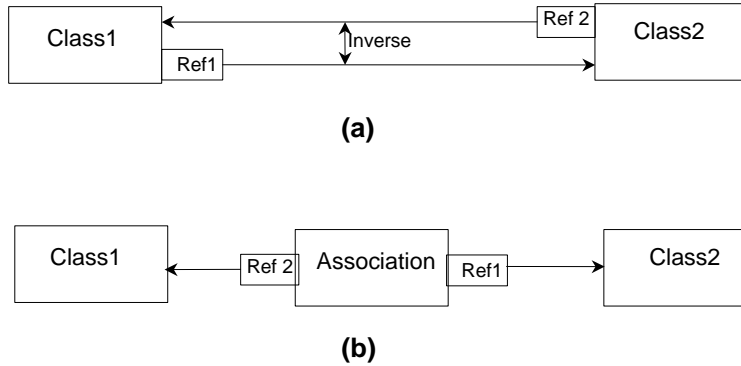 Class1
Ref 2
Class2
Inverse
Ref1
(a)
Class1
Ref 2
Association
Ref1
Class2
(b)